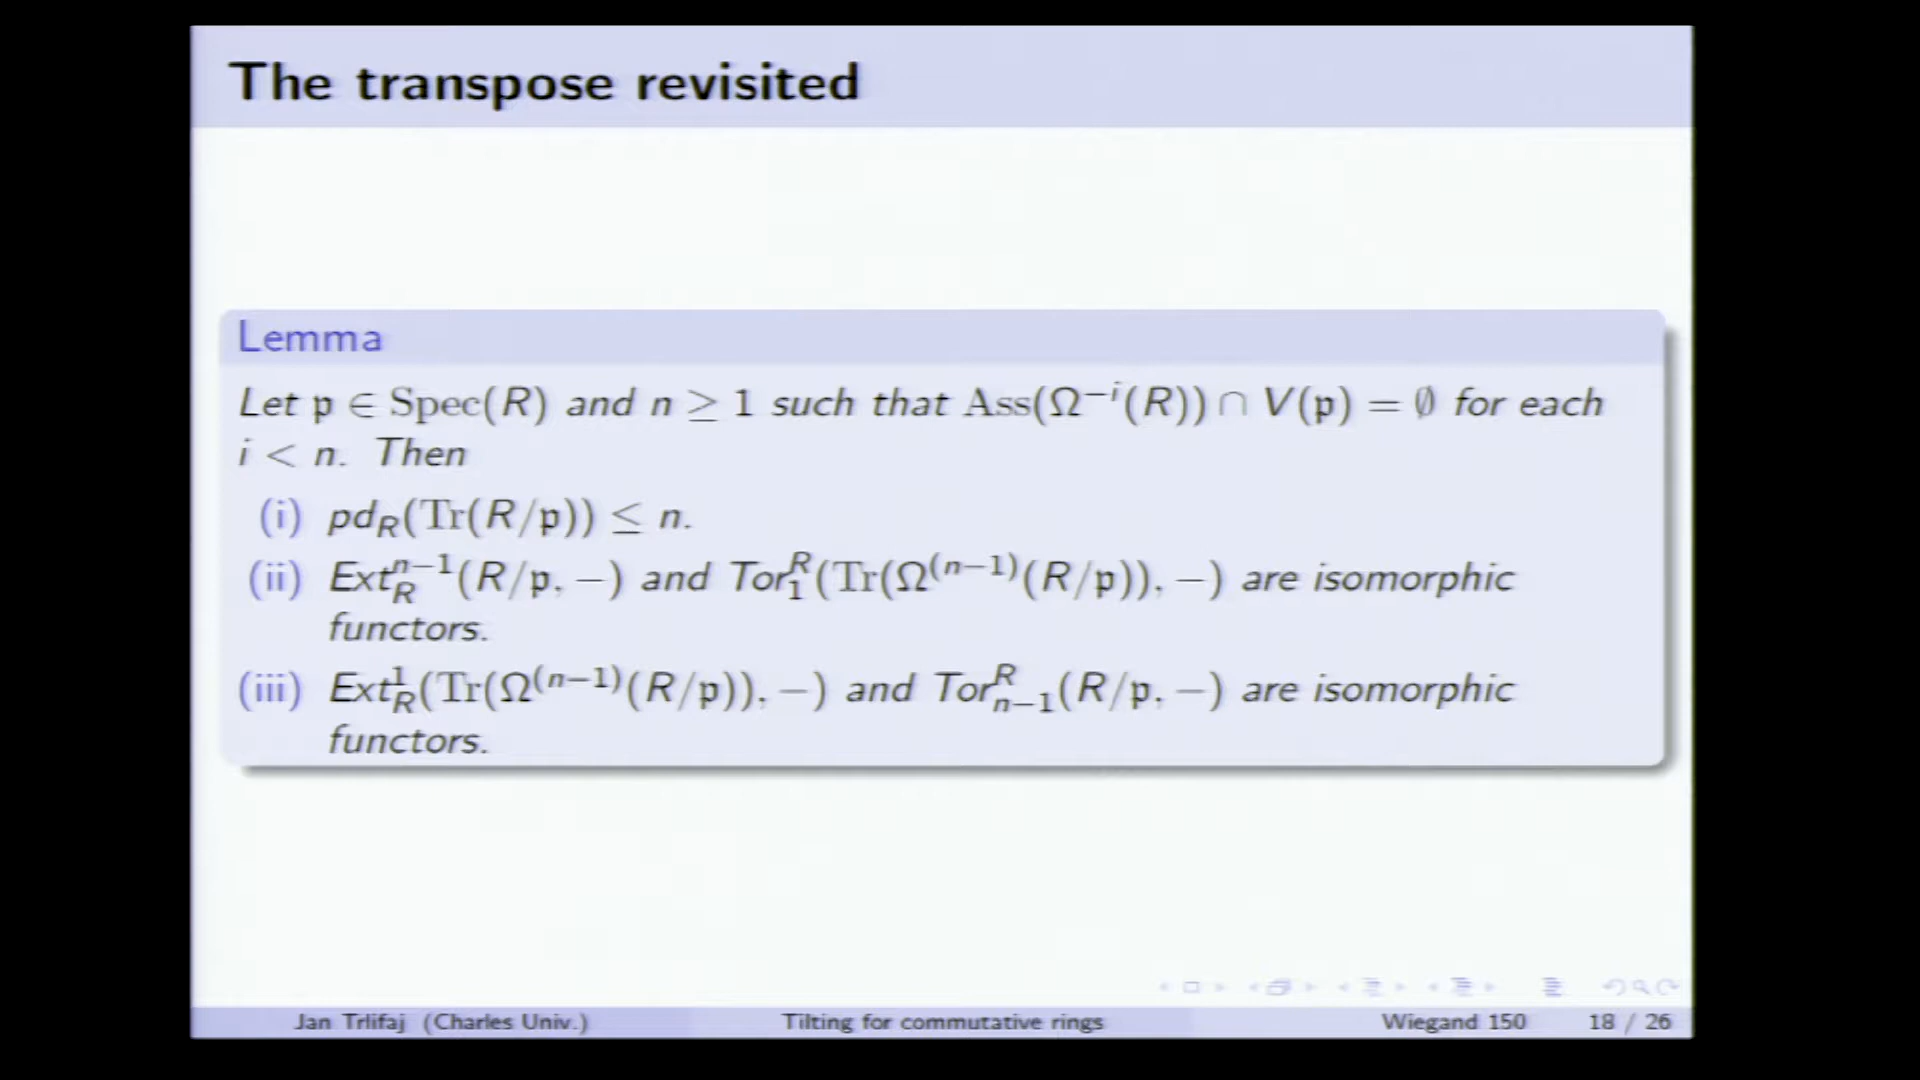 The transpose revisited
Lemma
Let 𝔭 ∈ Spec(R) and n ≥ 1 such that Ass(Ω⁻ⁱ(R)) ∩ V(𝔭) = ∅ for each
i < n. Then
(i) pd_R(Tr(R/𝔭)) ≤ n.
(ii) Ext_R^{n−1}(R/𝔭, −) and Tor_1^R(Tr(Ω^{(n−1)}(R/𝔭)), −) are isomorphic
functors.
(iii) Ext_R^1(Tr(Ω^{(n−1)}(R/𝔭)), −) and Tor_{n−1}^R(R/𝔭, −) are isomorphic
functors.
Jan Trlifaj (Charles Univ.) Tilting for commutative rings Wiegand 150 18 / 26